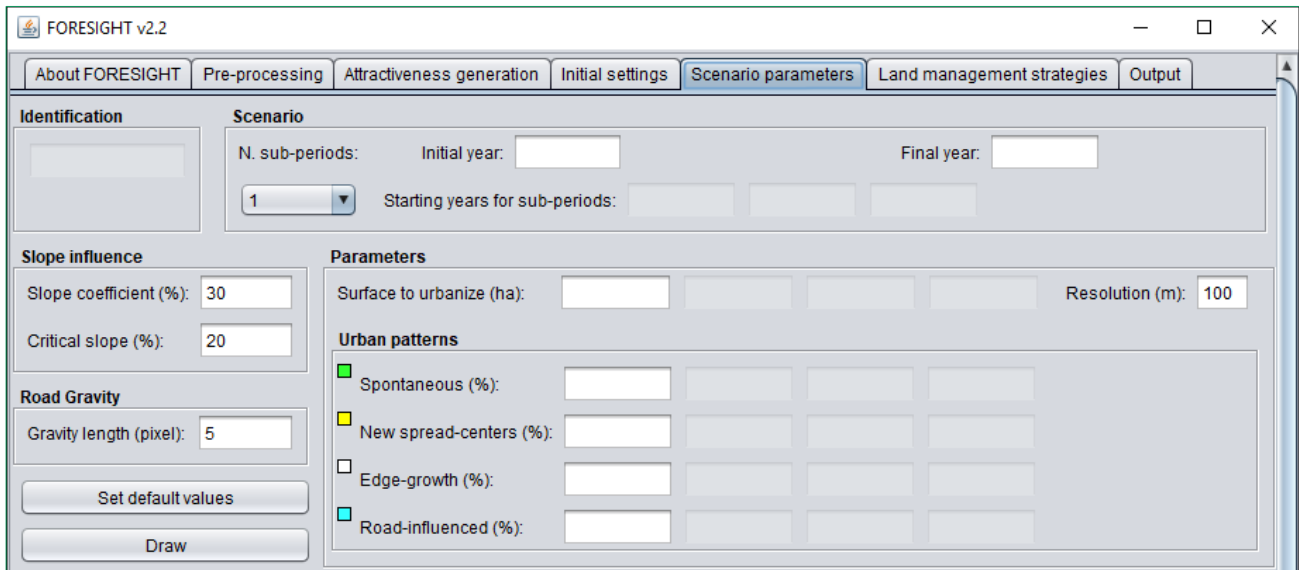 FORESIGHT v2.2
About FORESIGHT Pre-processing Attractiveness generation Initial settings Scenario parameters Land management strategies Output
Identification
Scenario
N. sub-periods: Initial year: Final year:
1 Starting years for sub-periods:
Slope influence
Slope coefficient (%): 30
Critical slope (%): 20
Road Gravity
Gravity length (pixel): 5
Set default values
Draw
Parameters
Surface to urbanize (ha): Resolution (m): 100
Urban patterns
Spontaneous (%):
New spread-centers (%):
Edge-growth (%):
Road-influenced (%):